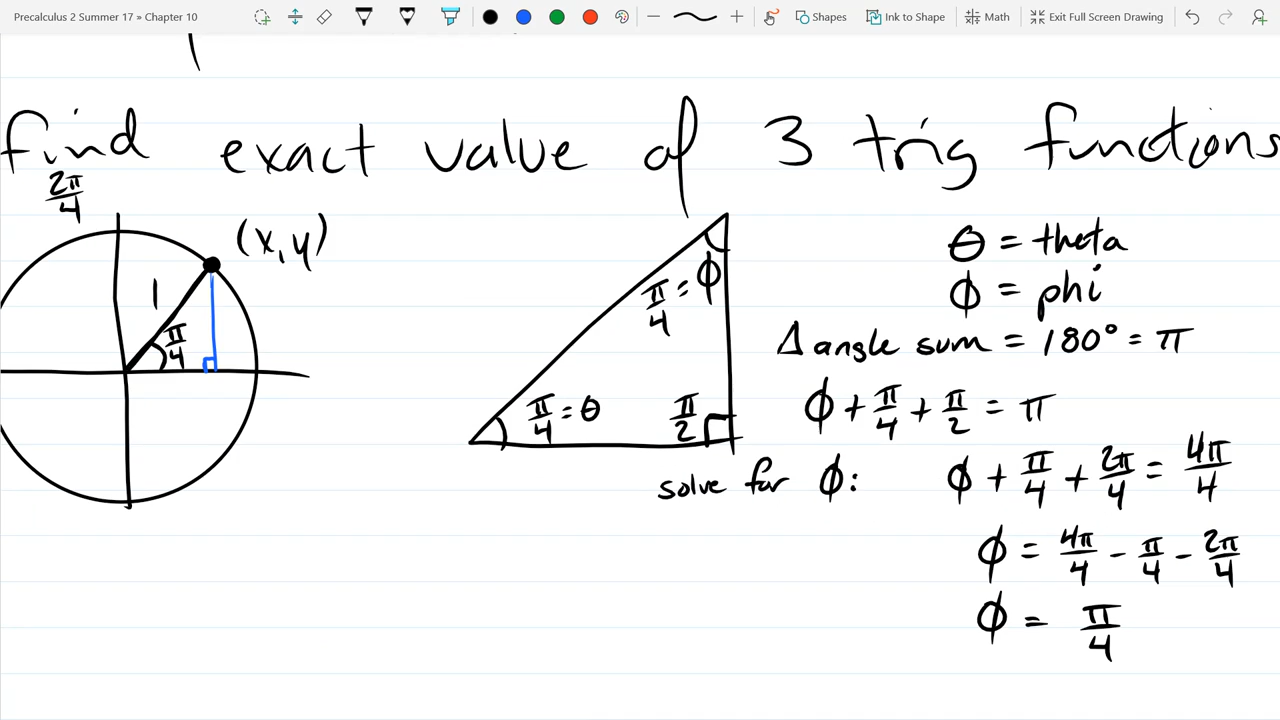 Precalculus 2 Summer 17 » Chapter 10
Shapes
Ink to Shape
Math
Exit Full Screen Drawing
find exact value of 3 trig functions
2π/4
(x,y)
1
π/4
π/4 = ϕ
π/4 = θ
π/2
θ = theta
ϕ = phi
Δ angle sum = 180° = π
ϕ + π/4 + π/2 = π
solve for ϕ: ϕ + π/4 + 2π/4 = 4π/4
ϕ = 4π/4 - π/4 - 2π/4
ϕ = π/4